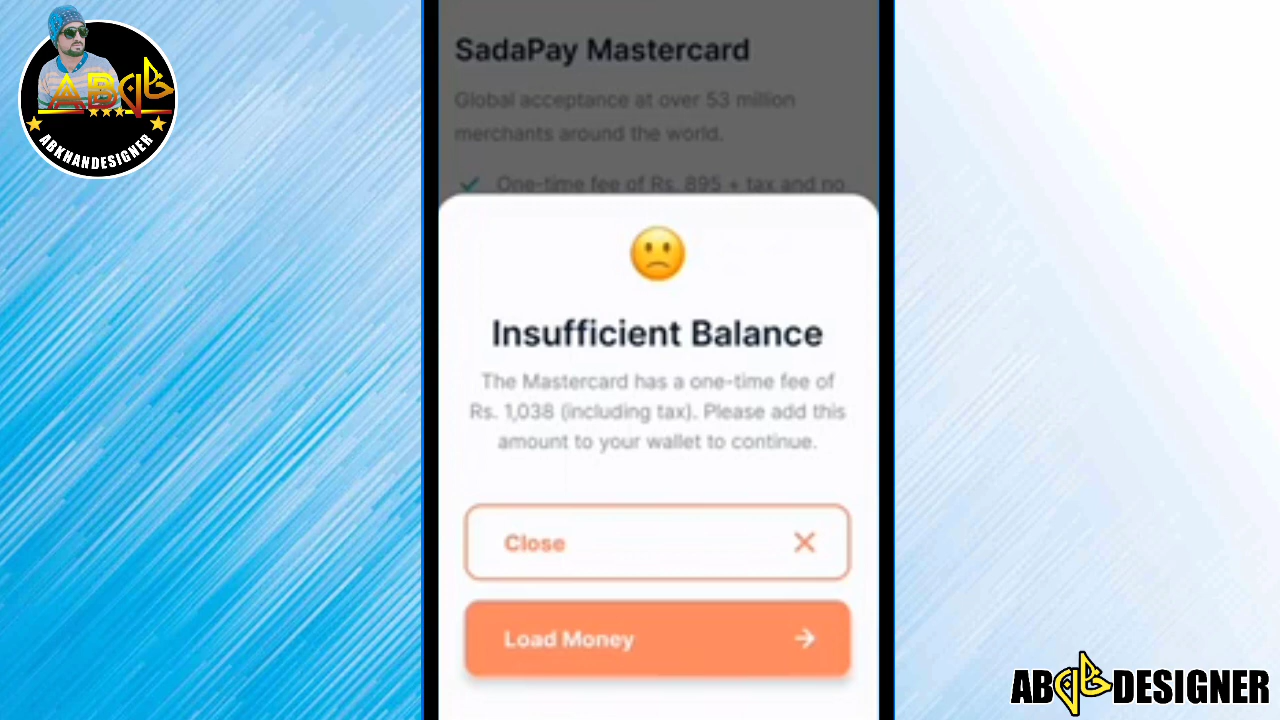 SadaPay Mastercard
Global acceptance at over 53 million
merchants around the world.
One-time fee of Rs. 895 + tax and no
Insufficient Balance
The Mastercard has a one-time fee of
Rs. 1,038 (including tax). Please add this
amount to your wallet to continue.
Close
Load Money
ABKHANDESIGNER
AB
DESIGNER